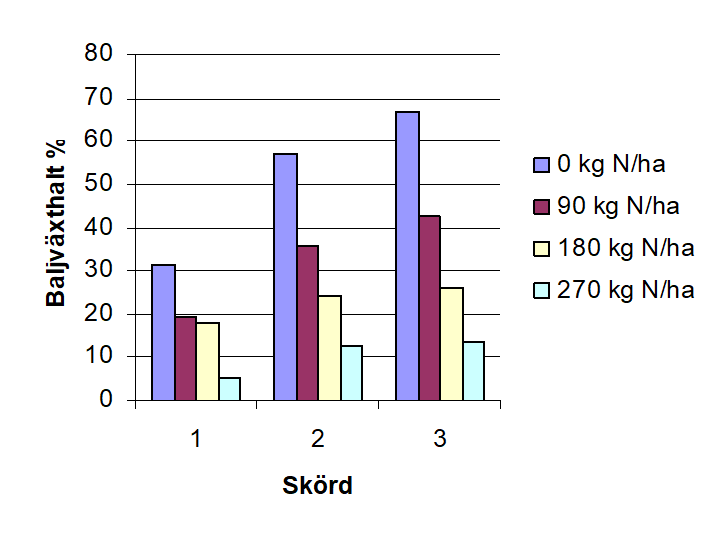 80
70
60
50
40
30
20
10
0
Baljväxthalt %
1 2 3
Skörd
0 kg N/ha
90 kg N/ha
180 kg N/ha
270 kg N/ha